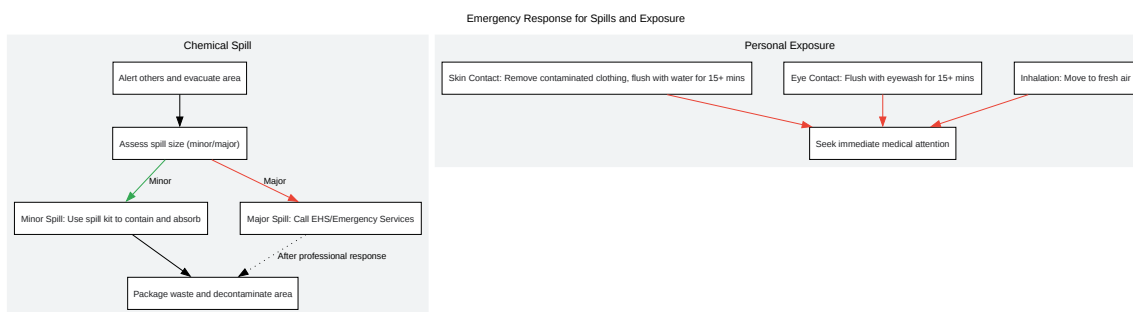 Emergency Response for Spills and Exposure
Chemical Spill
Alert others and evacuate area
Assess spill size (minor/major)
Minor
Major
Minor Spill: Use spill kit to contain and absorb
Major Spill: Call EHS/Emergency Services
After professional response
Package waste and decontaminate area
Personal Exposure
Skin Contact: Remove contaminated clothing, flush with water for 15+ mins
Eye Contact: Flush with eyewash for 15+ mins
Inhalation: Move to fresh air
Seek immediate medical attention